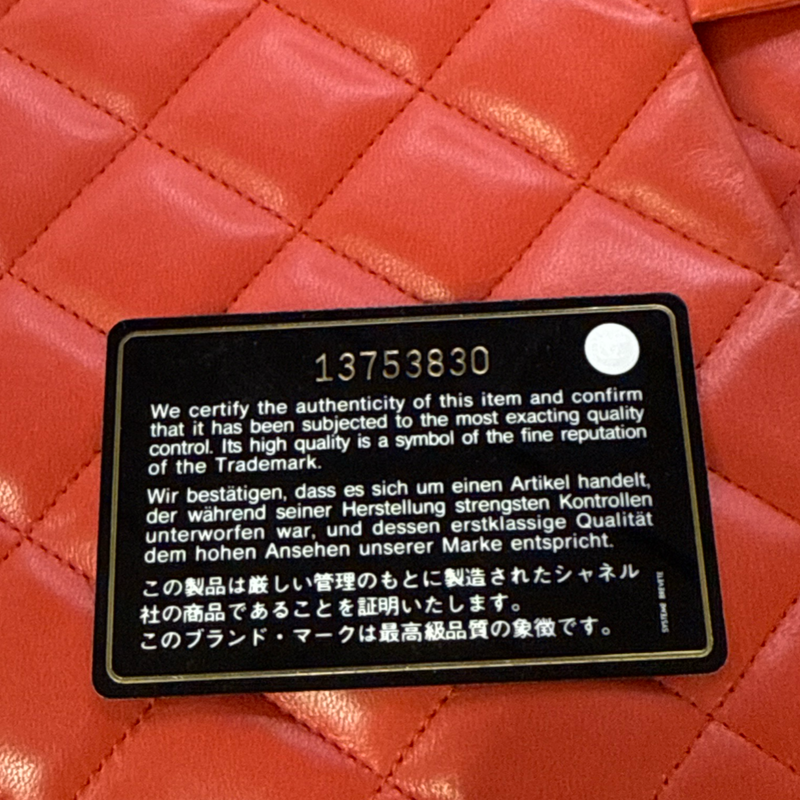 13753830
We certify the authenticity of this item and confirm
that it has been subjected to the most exacting quality
control. Its high quality is a symbol of the fine reputation
of the Trademark.
Wir bestätigen, dass es sich um einen Artikel handelt,
der während seiner Herstellung strengsten Kontrollen
unterworfen war, und dessen erstklassige Qualität
dem hohen Ansehen unserer Marke entspricht.
この製品は厳しい管理のもとに製造されたシャネル
社の商品であることを証明いたします。
このブランド・マークは最高級品質の象徴です。
SYSTEME BREVETE